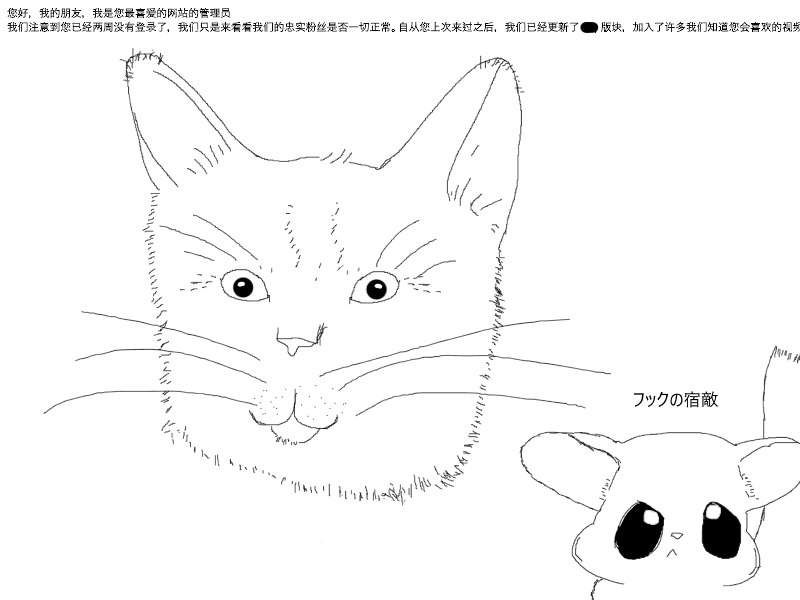 您好，我的朋友，我是您最喜爱的网站的管理员
我们注意到您已经两周没有登录了，我们只是来看看我们的忠实粉丝是否一切正常。自从您上次来过之后，我们已经更新了 版块，加入了许多我们知道您会喜欢的视频
フックの宿敵